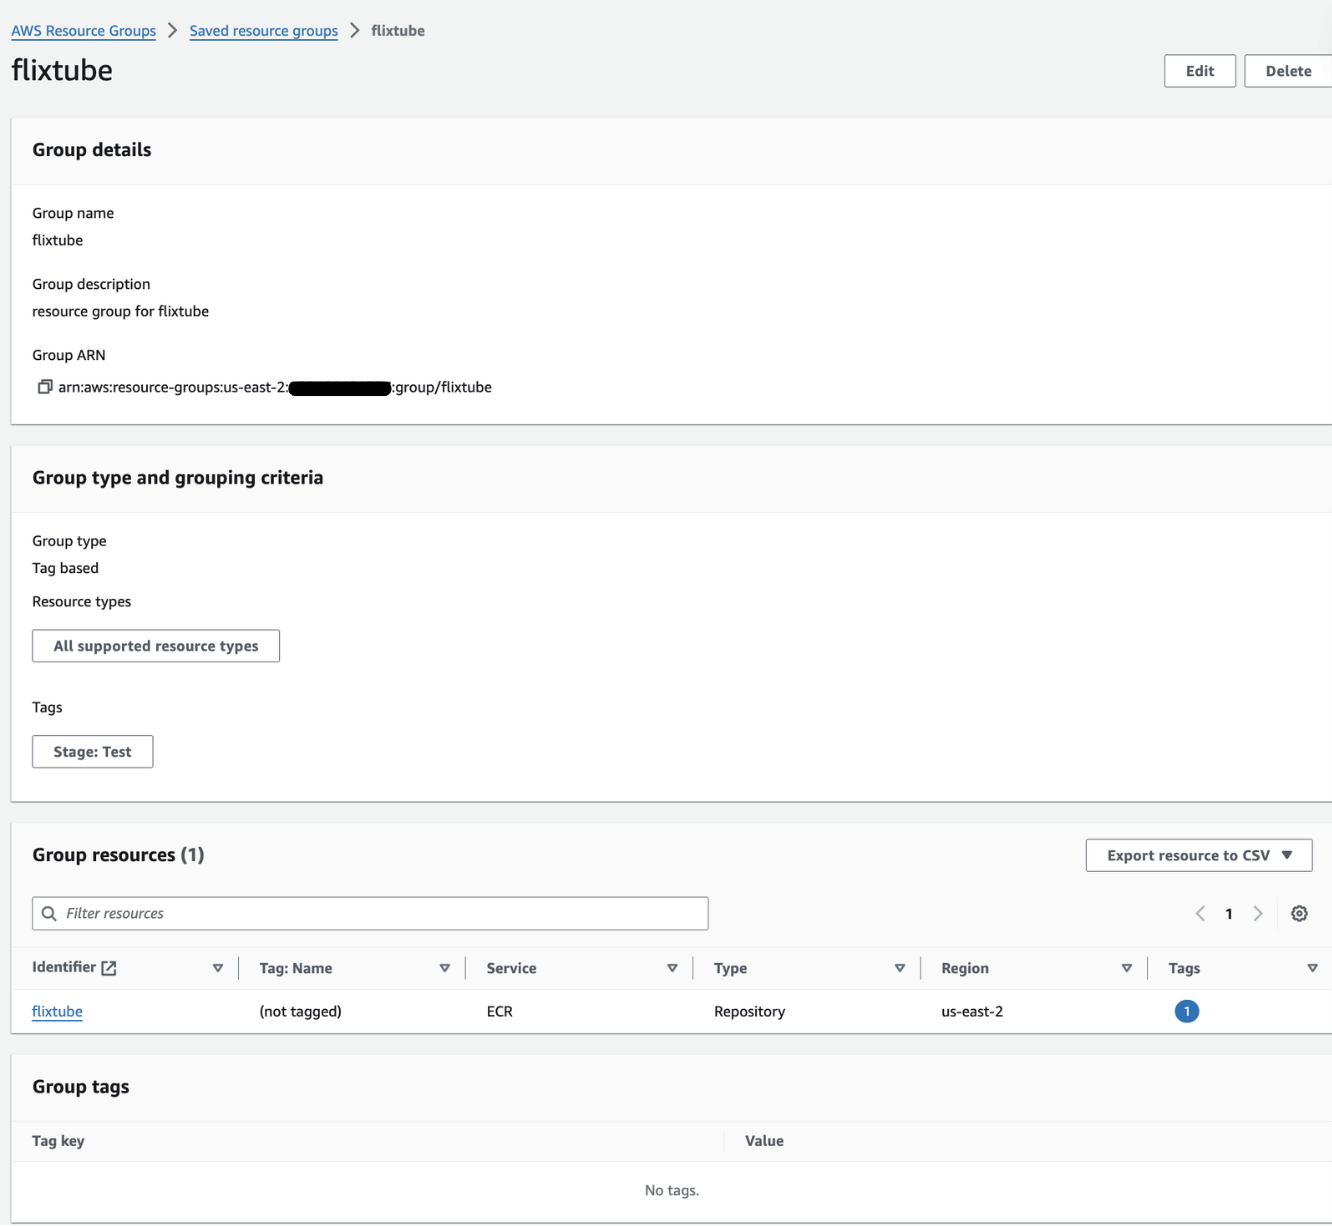 AWS Resource Groups > Saved resource groups > flixtube
flixtube
Edit
Delete
Group details
Group name
flixtube
Group description
resource group for flixtube
Group ARN
arn:aws:resource-groups:us-east-2: :group/flixtube
Group type and grouping criteria
Group type
Tag based
Resource types
All supported resource types
Tags
Stage: Test
Group resources (1)
Export resource to CSV
Filter resources
1
Identifier Tag: Name Service Type Region Tags
flixtube (not tagged) ECR Repository us-east-2 1
Group tags
Tag key Value
No tags.